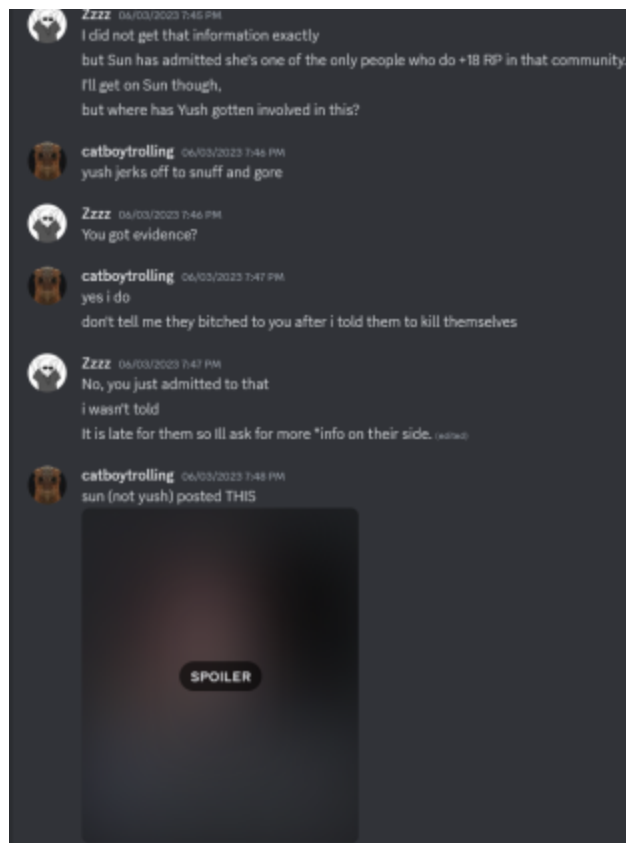 Zzzz 06/03/2023 7:45 PM
I did not get that information exactly
but Sun has admitted she's one of the only people who do +18 RP in that community.
I'll get on Sun though,
but where has Yush gotten involved in this?
catboytrolling 06/03/2023 7:46 PM
yush jerks off to snuff and gore
Zzzz 06/03/2023 7:46 PM
You got evidence?
catboytrolling 06/03/2023 7:47 PM
yes i do
don't tell me they bitched to you after i told them to kill themselves
Zzzz 06/03/2023 7:47 PM
No, you just admitted to that
i wasn't told
It is late for them so Ill ask for more *info on their side. (edited)
catboytrolling 06/03/2023 7:48 PM
sun (not yush) posted THIS
SPOILER